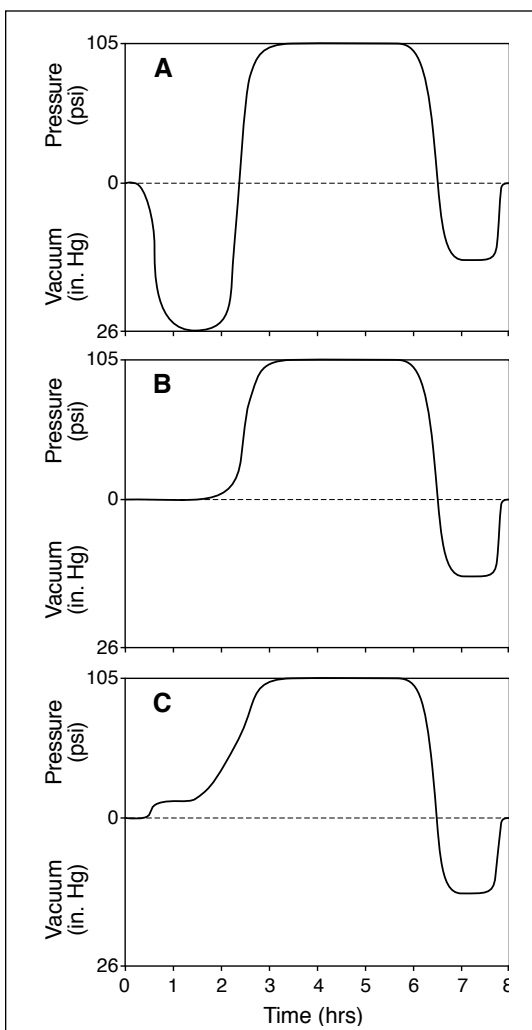 105
A
Pressure
(psi)
0
Vacuum
(in. Hg)
26
105
B
Pressure
(psi)
0
Vacuum
(in. Hg)
26
105
C
Pressure
(psi)
0
Vacuum
(in. Hg)
26
0 1 2 3 4 5 6 7 8
Time (hrs)